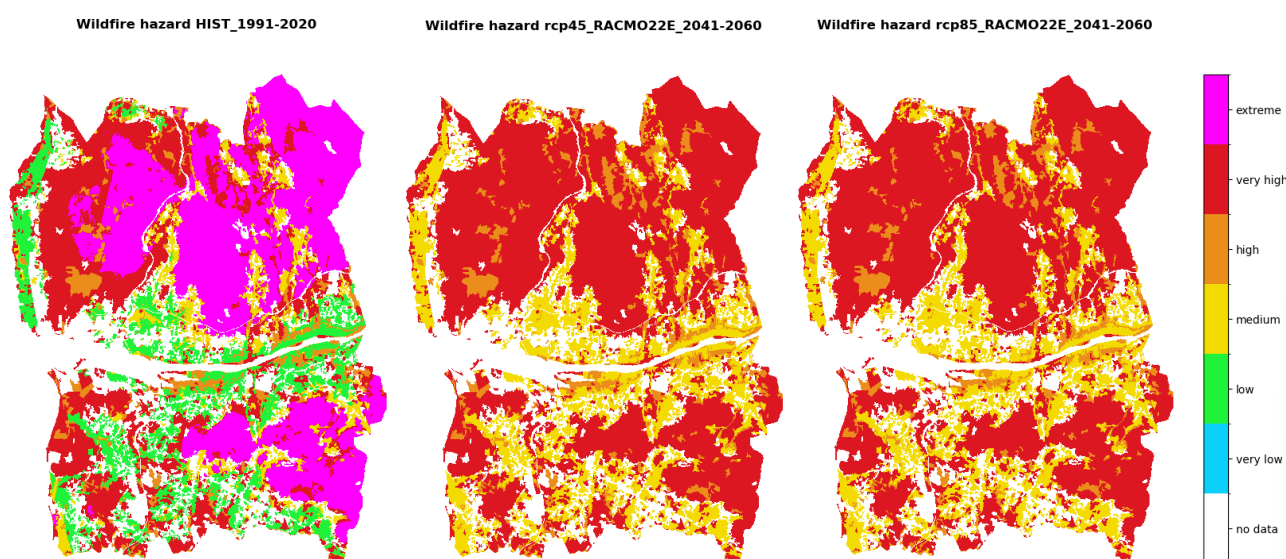 Wildfire hazard HIST_1991-2020
Wildfire hazard rcp45_RACMO22E_2041-2060
Wildfire hazard rcp85_RACMO22E_2041-2060
extreme
very high
high
medium
low
very low
no data